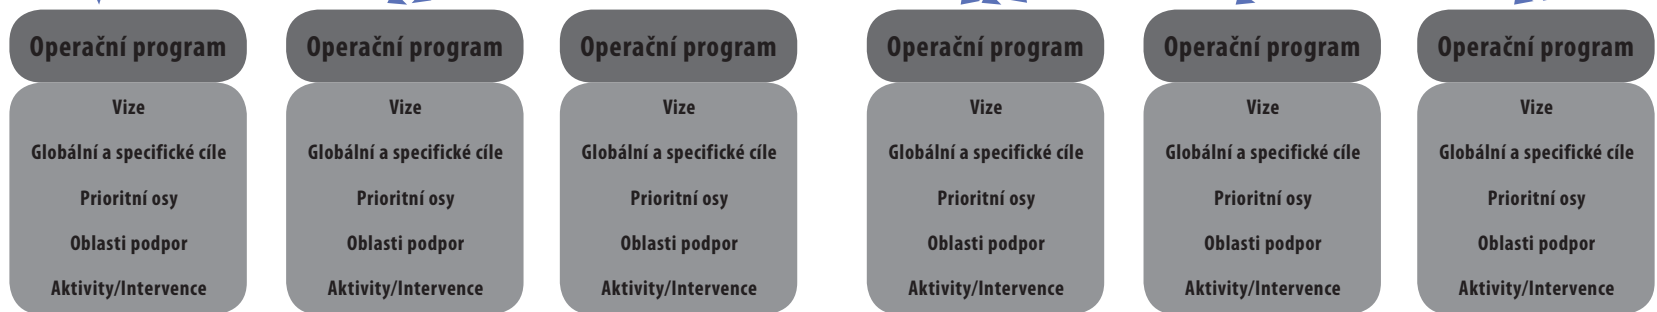 Operační program
Vize
Globální a specifické cíle
Prioritní osy
Oblasti podpor
Aktivity/Intervence
Operační program
Vize
Globální a specifické cíle
Prioritní osy
Oblasti podpor
Aktivity/Intervence
Operační program
Vize
Globální a specifické cíle
Prioritní osy
Oblasti podpor
Aktivity/Intervence
Operační program
Vize
Globální a specifické cíle
Prioritní osy
Oblasti podpor
Aktivity/Intervence
Operační program
Vize
Globální a specifické cíle
Prioritní osy
Oblasti podpor
Aktivity/Intervence
Operační program
Vize
Globální a specifické cíle
Prioritní osy
Oblasti podpor
Aktivity/Intervence